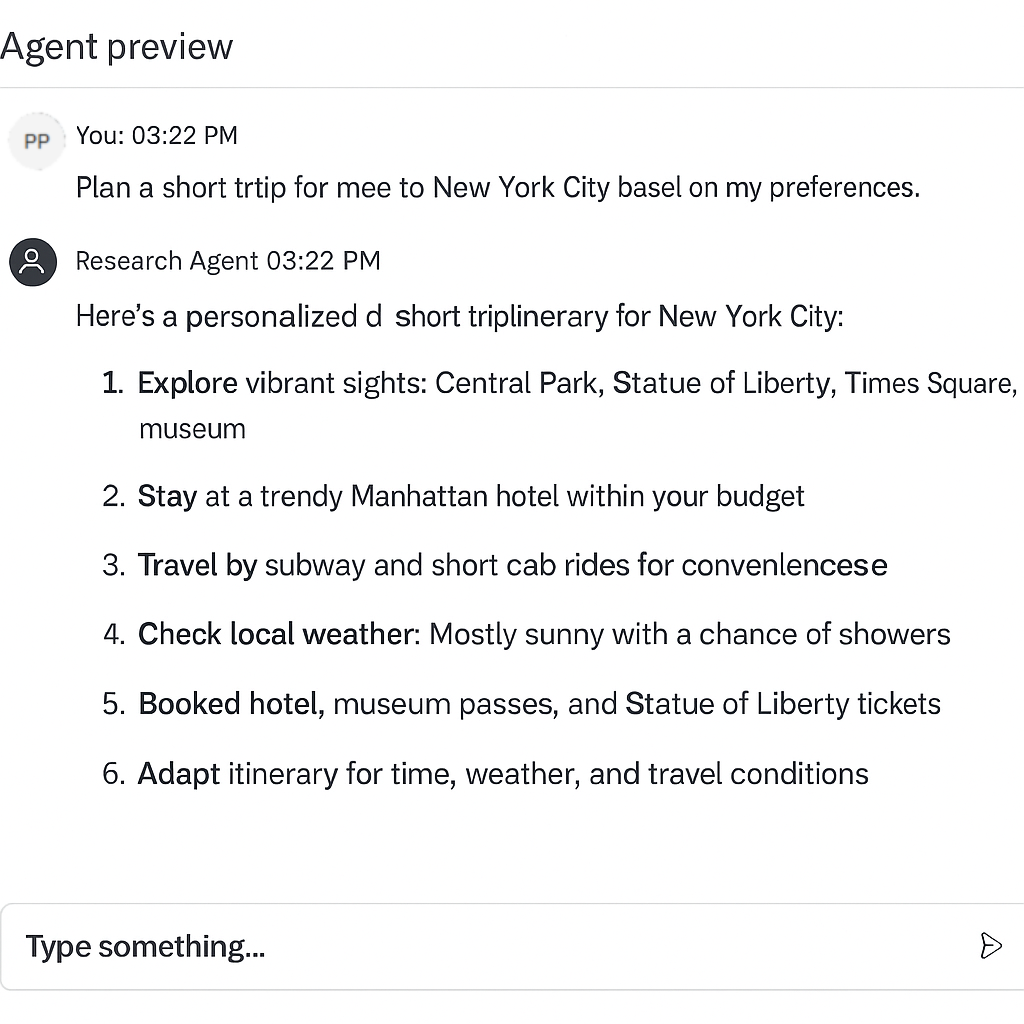 Agent preview
PP
You: 03:22 PM
Plan a short trtip for mee to New York City basel on my preferences.
Research Agent 03:22 PM
Here's a personalized d short triplinerary for New York City:
1. Explore vibrant sights: Central Park, Statue of Liberty, Times Square,
museum
2. Stay at a trendy Manhattan hotel within your budget
3. Travel by subway and short cab rides for convenlencese
4. Check local weather: Mostly sunny with a chance of showers
5. Booked hotel, museum passes, and Statue of Liberty tickets
6. Adapt itinerary for time, weather, and travel conditions
Type something...